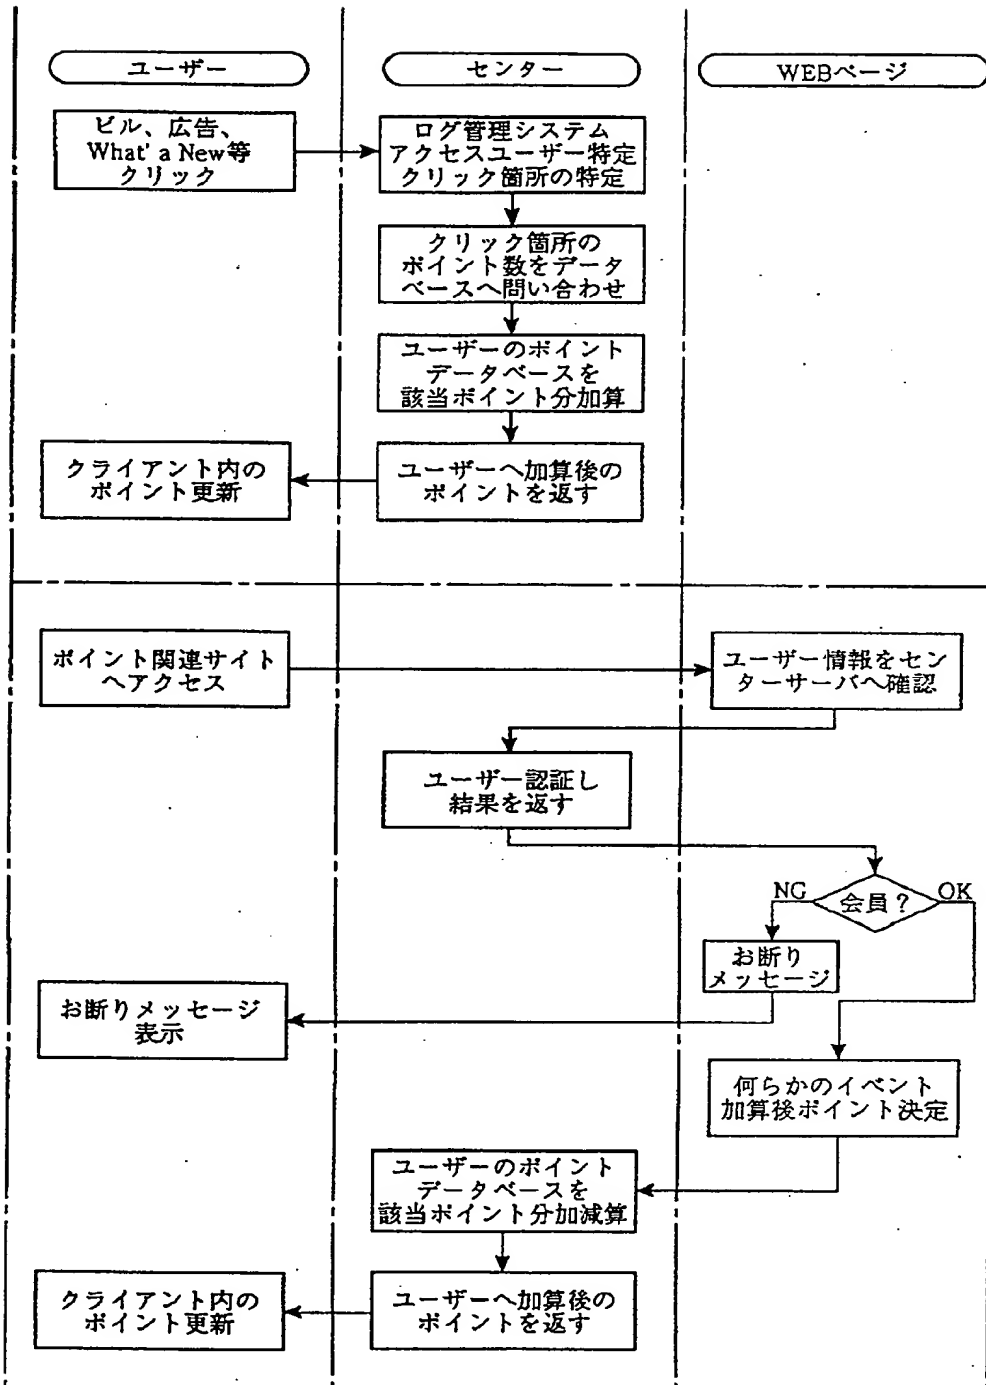 ユーザー
センター
WEBページ
ビル、広告、
What' a New等
クリック
ログ管理システム
アクセスユーザー特定
クリック箇所の特定
クリック箇所の
ポイント数をデータ
ベースへ問い合わせ
ユーザーのポイント
データベースを
該当ポイント分加算
ユーザーへ加算後の
ポイントを返す
クライアント内の
ポイント更新
ポイント関連サイト
へアクセス
ユーザー情報をセン
ターサーバへ確認
ユーザー認証し
結果を返す
会員？
NG
OK
お断り
メッセージ
お断りメッセージ
表示
何らかのイベント
加算後ポイント決定
ユーザーのポイント
データベースを
該当ポイント分加減算
ユーザーへ加算後の
ポイントを返す
クライアント内の
ポイント更新